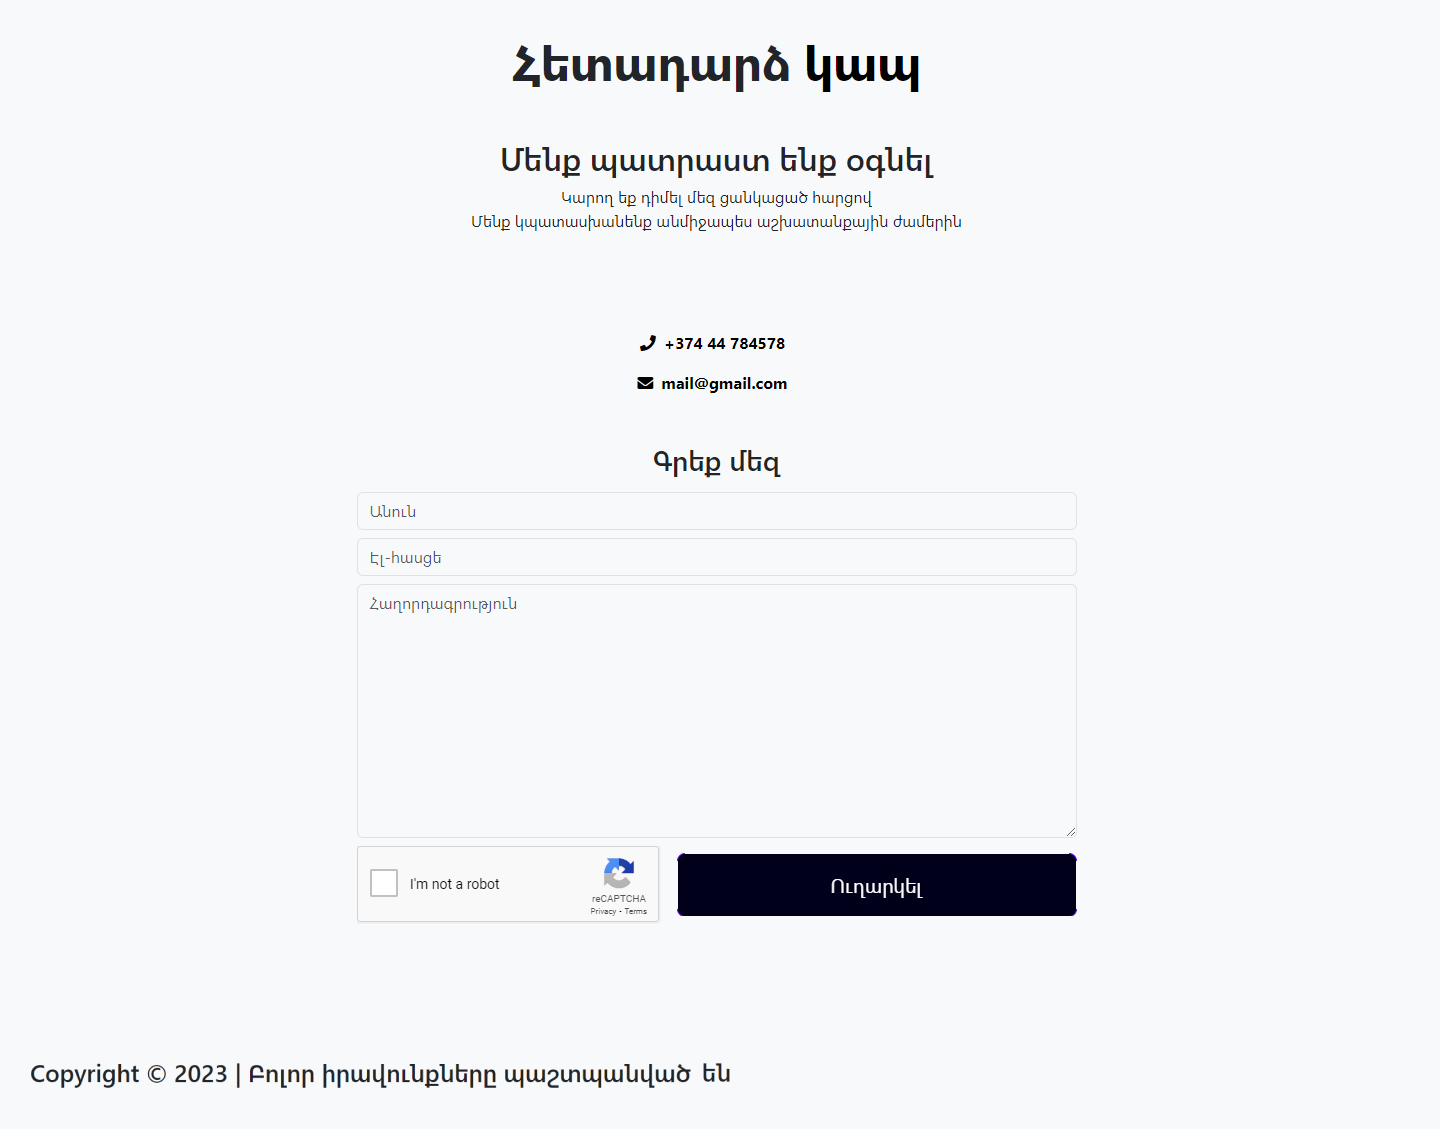 Հետադարձ կապ
Մենք պատրաստ ենք օգնել
Կարող եք դիմել մեզ ցանկացած հարցով
Մենք կպատասխանենք անմիջապես աշխատանքային ժամերին
+374 44 784578
mail@gmail.com
Գրեք մեզ
Անուն
Էլ-հասցե
Հաղորդագրություն
I'm not a robot
reCAPTCHA
Privacy - Terms
Ուղարկել
Copyright © 2023 | Բոլոր իրավունքները պաշտպանված են